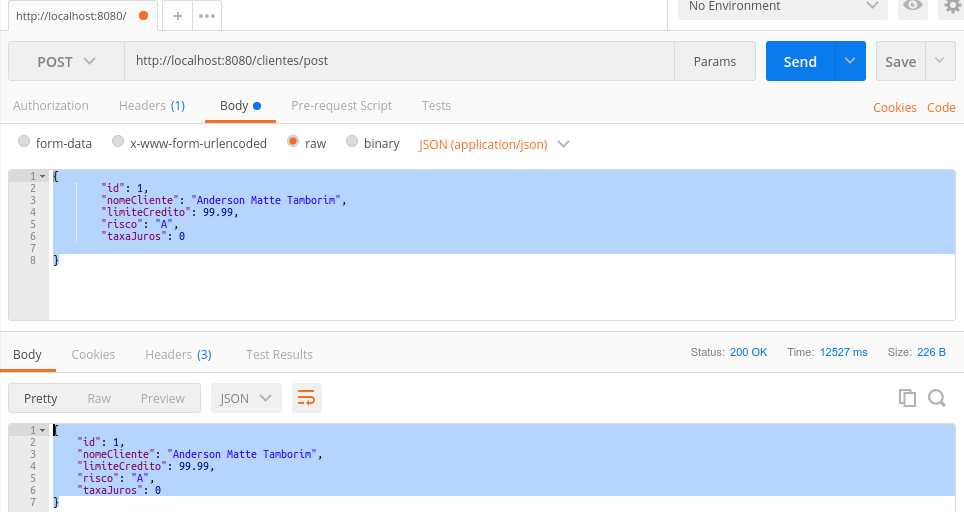 http://localhost:8080/ + ••• No Environment
POST http://localhost:8080/clientes/post Params Send Save
Authorization Headers (1) Body Pre-request Script Tests Cookies Code
form-data x-www-form-urlencoded raw binary JSON (application/json)
1 {
2 "id": 1,
3 "nomeCliente": "Anderson Matte Tamborim",
4 "limiteCredito": 99.99,
5 "risco": "A",
6 "taxaJuros": 0
7
8 }
Body Cookies Headers (3) Test Results Status: 200 OK Time: 12527 ms Size: 226 B
Pretty Raw Preview JSON
1 {
2 "id": 1,
3 "nomeCliente": "Anderson Matte Tamborim",
4 "limiteCredito": 99.99,
5 "risco": "A",
6 "taxaJuros": 0
7 }